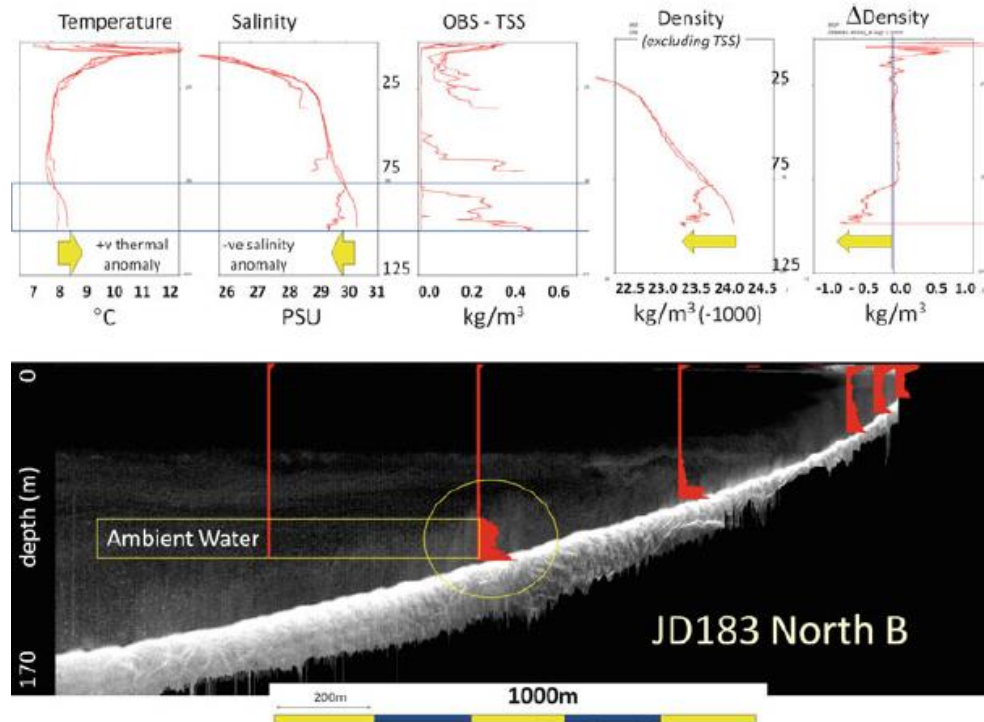 Temperature Salinity OBS - TSS Density ΔDensity
(excluding TSS)
25 25
75 75
+v thermal anomaly -ve salinity anomaly
125 125
7 8 9 10 11 12 26 27 28 29 30 31 0.0 0.2 0.4 0.6 22.5 23.0 23.5 24.0 24.5 -1.0 0.5 0.0 0.5 1.0
°C PSU kg/m³ kg/m³ (-1000) kg/m³
0
depth (m)
Ambient Water
JD183 North B
170
200m 1000m